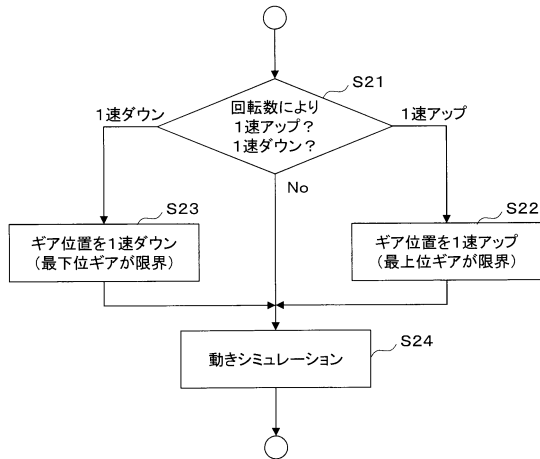 S21
回転数により
1速アップ?
1速ダウン?
1速ダウン
1速アップ
No
S23
ギア位置を1速ダウン
(最下位ギアが限界)
S22
ギア位置を1速アップ
(最上位ギアが限界)
S24
動きシミュレーション